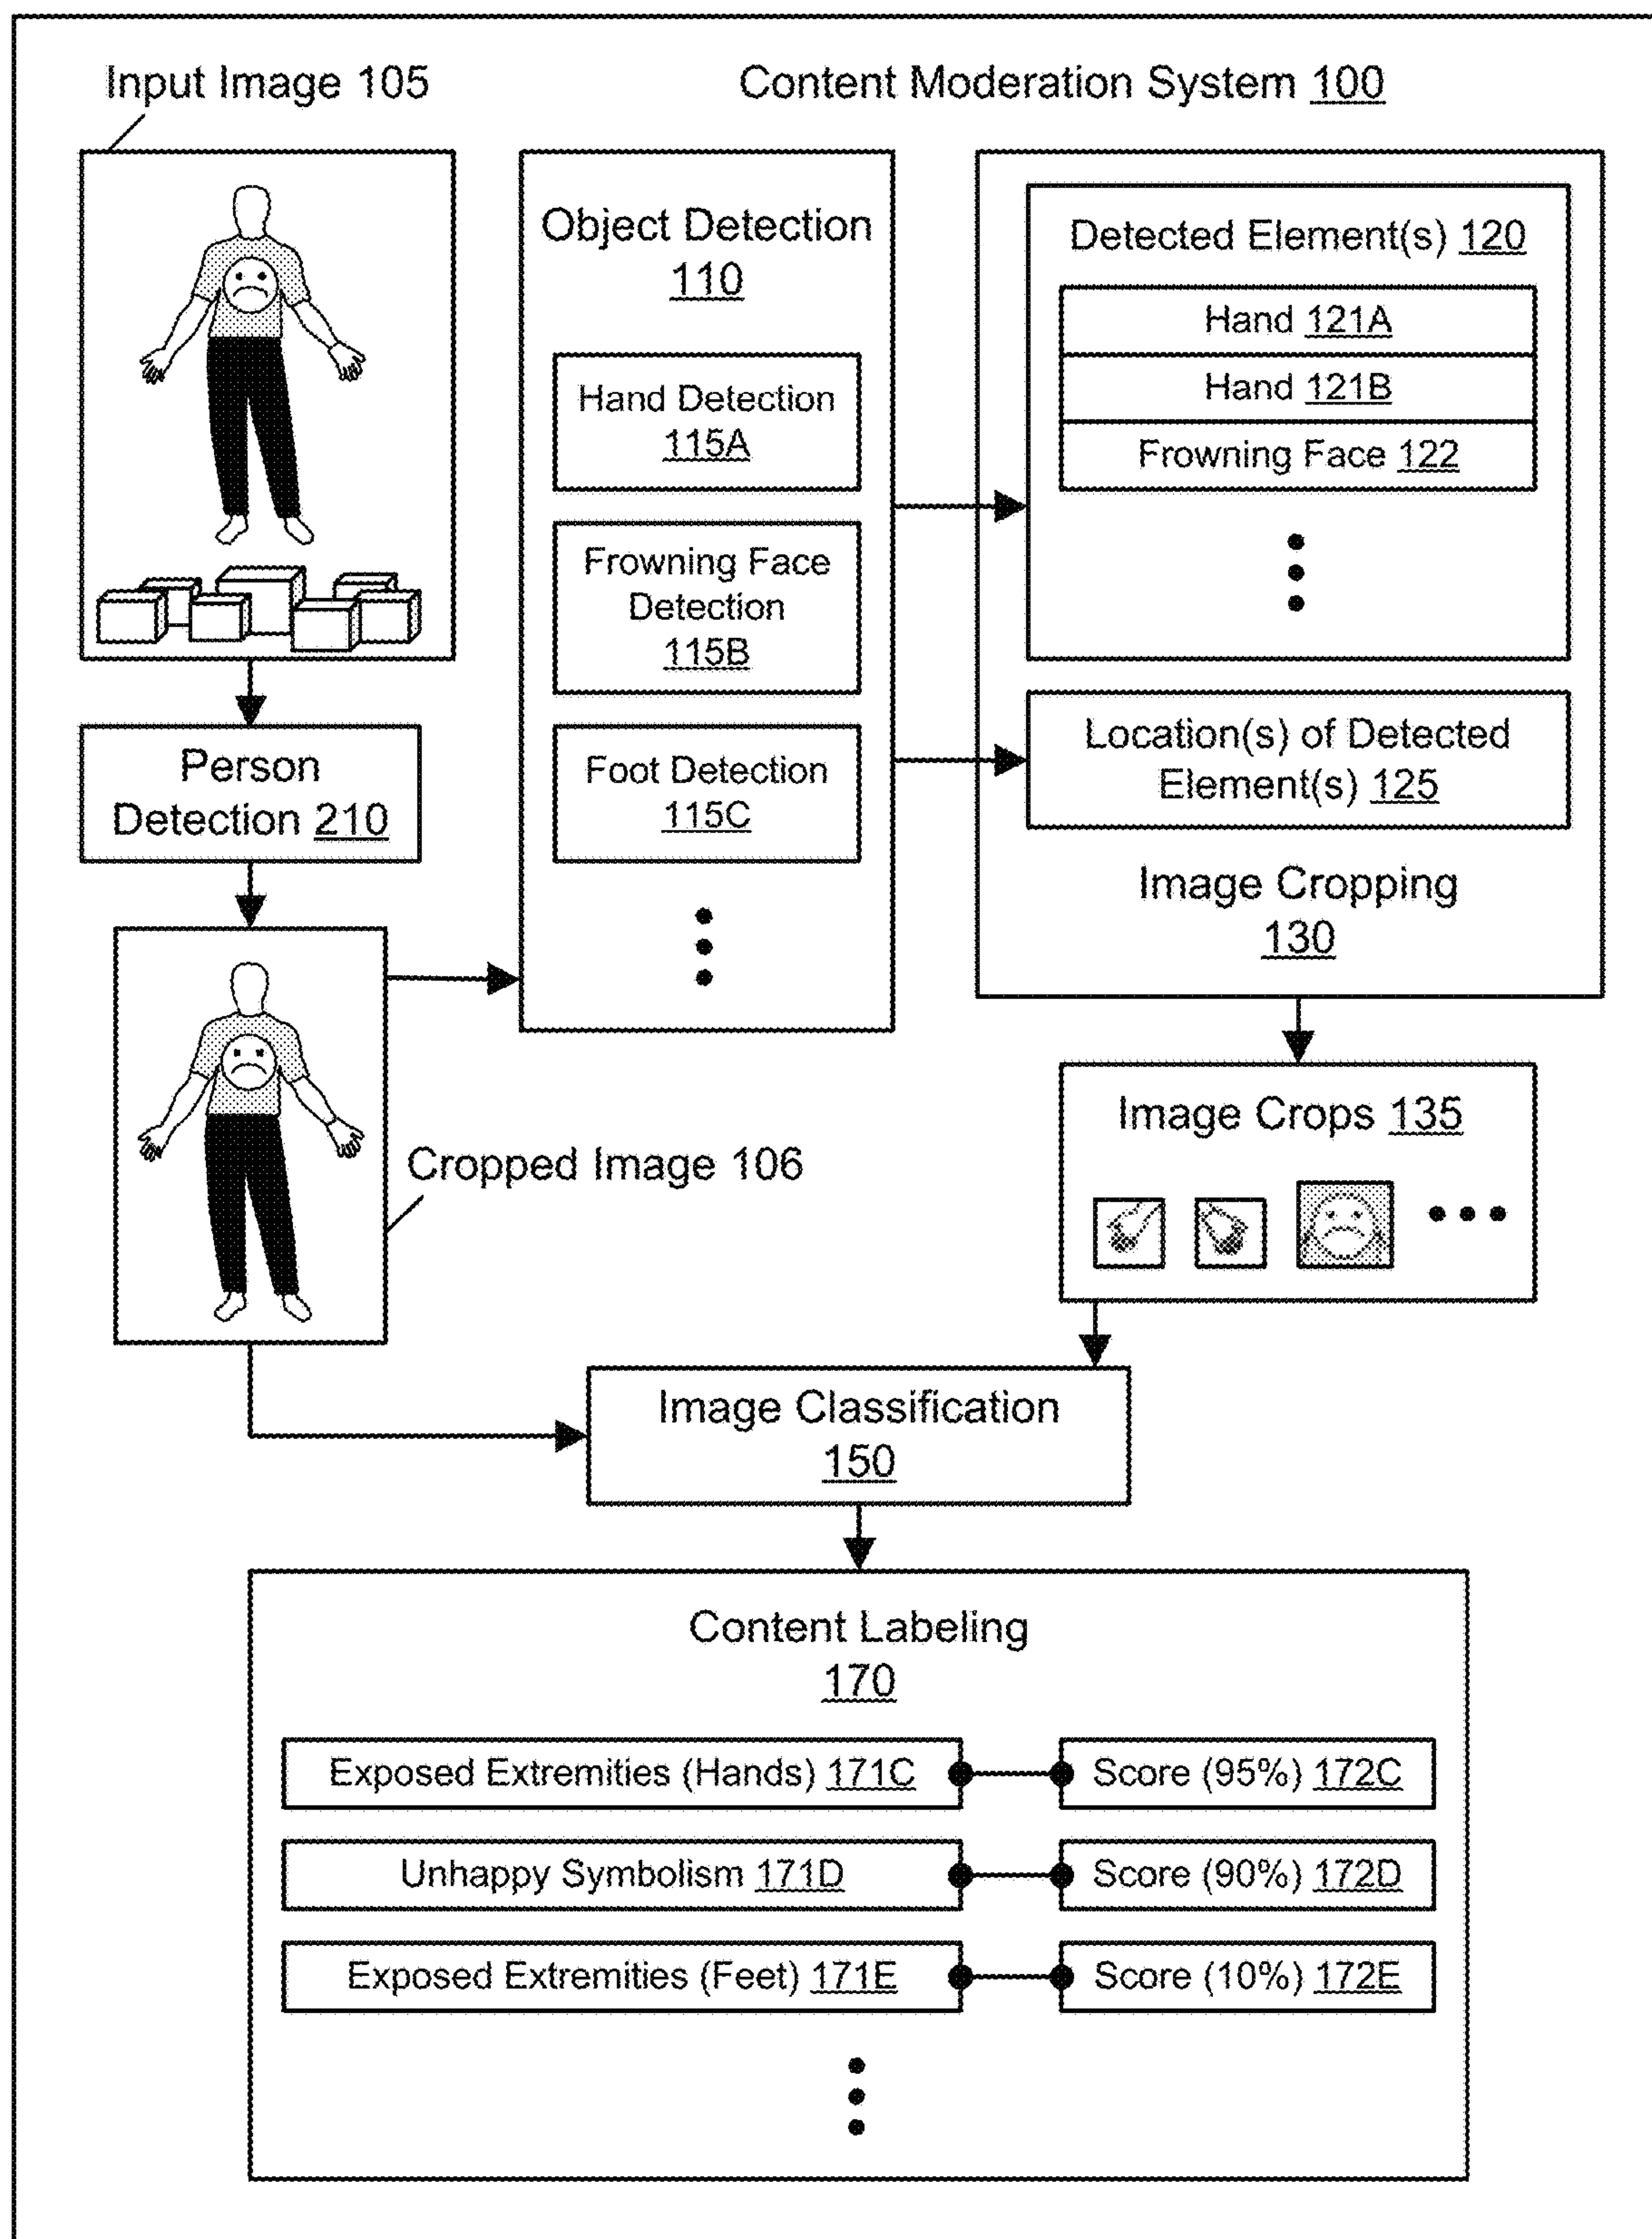 Input Image 105
Content Moderation System 100
Object Detection
110
Hand Detection
115A
Frowning Face
Detection
115B
Foot Detection
115C
Detected Element(s) 120
Hand 121A
Hand 121B
Frowning Face 122
Location(s) of Detected
Element(s) 125
Image Cropping
130
Person
Detection 210
Cropped Image 106
Image Crops 135
Image Classification
150
Content Labeling
170
Exposed Extremities (Hands) 171C
Score (95%) 172C
Unhappy Symbolism 171D
Score (90%) 172D
Exposed Extremities (Feet) 171E
Score (10%) 172E